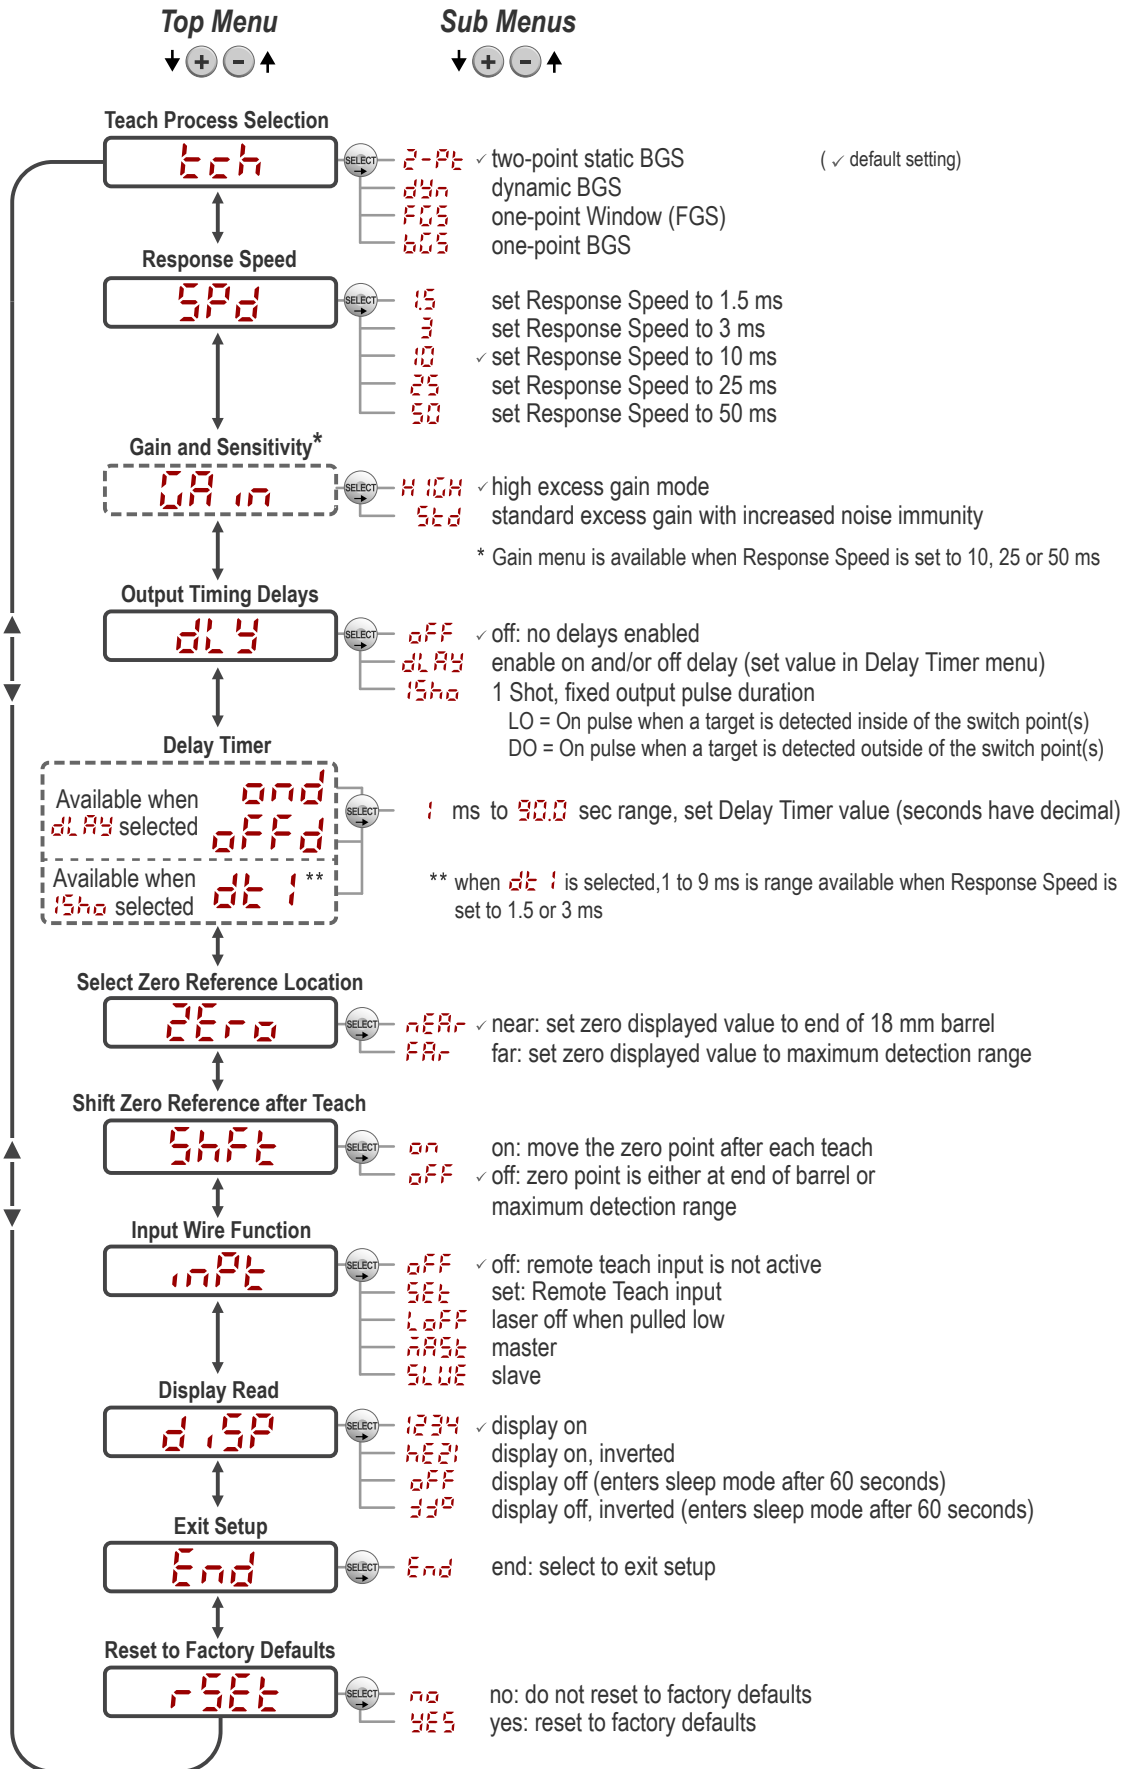 Top Menu Sub Menus
+ - + -
Teach Process Selection
tch SELECT 2-Pt ✓ two-point static BGS ( ✓ default setting)
dYn dynamic BGS
FGS one-point Window (FGS)
bGS one-point BGS
Response Speed
SPd SELECT 1.5 set Response Speed to 1.5 ms
3 set Response Speed to 3 ms
10 ✓ set Response Speed to 10 ms
25 set Response Speed to 25 ms
50 set Response Speed to 50 ms
Gain and Sensitivity*
GAin SELECT HIGH ✓ high excess gain mode
Std standard excess gain with increased noise immunity
* Gain menu is available when Response Speed is set to 10, 25 or 50 ms
Output Timing Delays
dLY SELECT oFF ✓ off: no delays enabled
dLAY enable on and/or off delay (set value in Delay Timer menu)
1Sho 1 Shot, fixed output pulse duration
LO = On pulse when a target is detected inside of the switch point(s)
DO = On pulse when a target is detected outside of the switch point(s)
Delay Timer
Available when dLAY selected ond oFFd SELECT 1 ms to 90.0 sec range, set Delay Timer value (seconds have decimal)
Available when 1Sho selected dt1 ** ** when dt1 is selected,1 to 9 ms is range available when Response Speed is
set to 1.5 or 3 ms
Select Zero Reference Location
ZEro SELECT nEAr ✓ near: set zero displayed value to end of 18 mm barrel
FAr far: set zero displayed value to maximum detection range
Shift Zero Reference after Teach
ShFt SELECT on on: move the zero point after each teach
oFF ✓ off: zero point is either at end of barrel or
maximum detection range
Input Wire Function
inPt SELECT oFF ✓ off: remote teach input is not active
SEt set: Remote Teach input
LoFF laser off when pulled low
mASt master
SLVE slave
Display Read
diSP SELECT 1234 ✓ display on
hEZ1 display on, inverted
oFF display off (enters sleep mode after 60 seconds)
JJo display off, inverted (enters sleep mode after 60 seconds)
Exit Setup
End SELECT End end: select to exit setup
Reset to Factory Defaults
rSEt SELECT no no: do not reset to factory defaults
YES yes: reset to factory defaults